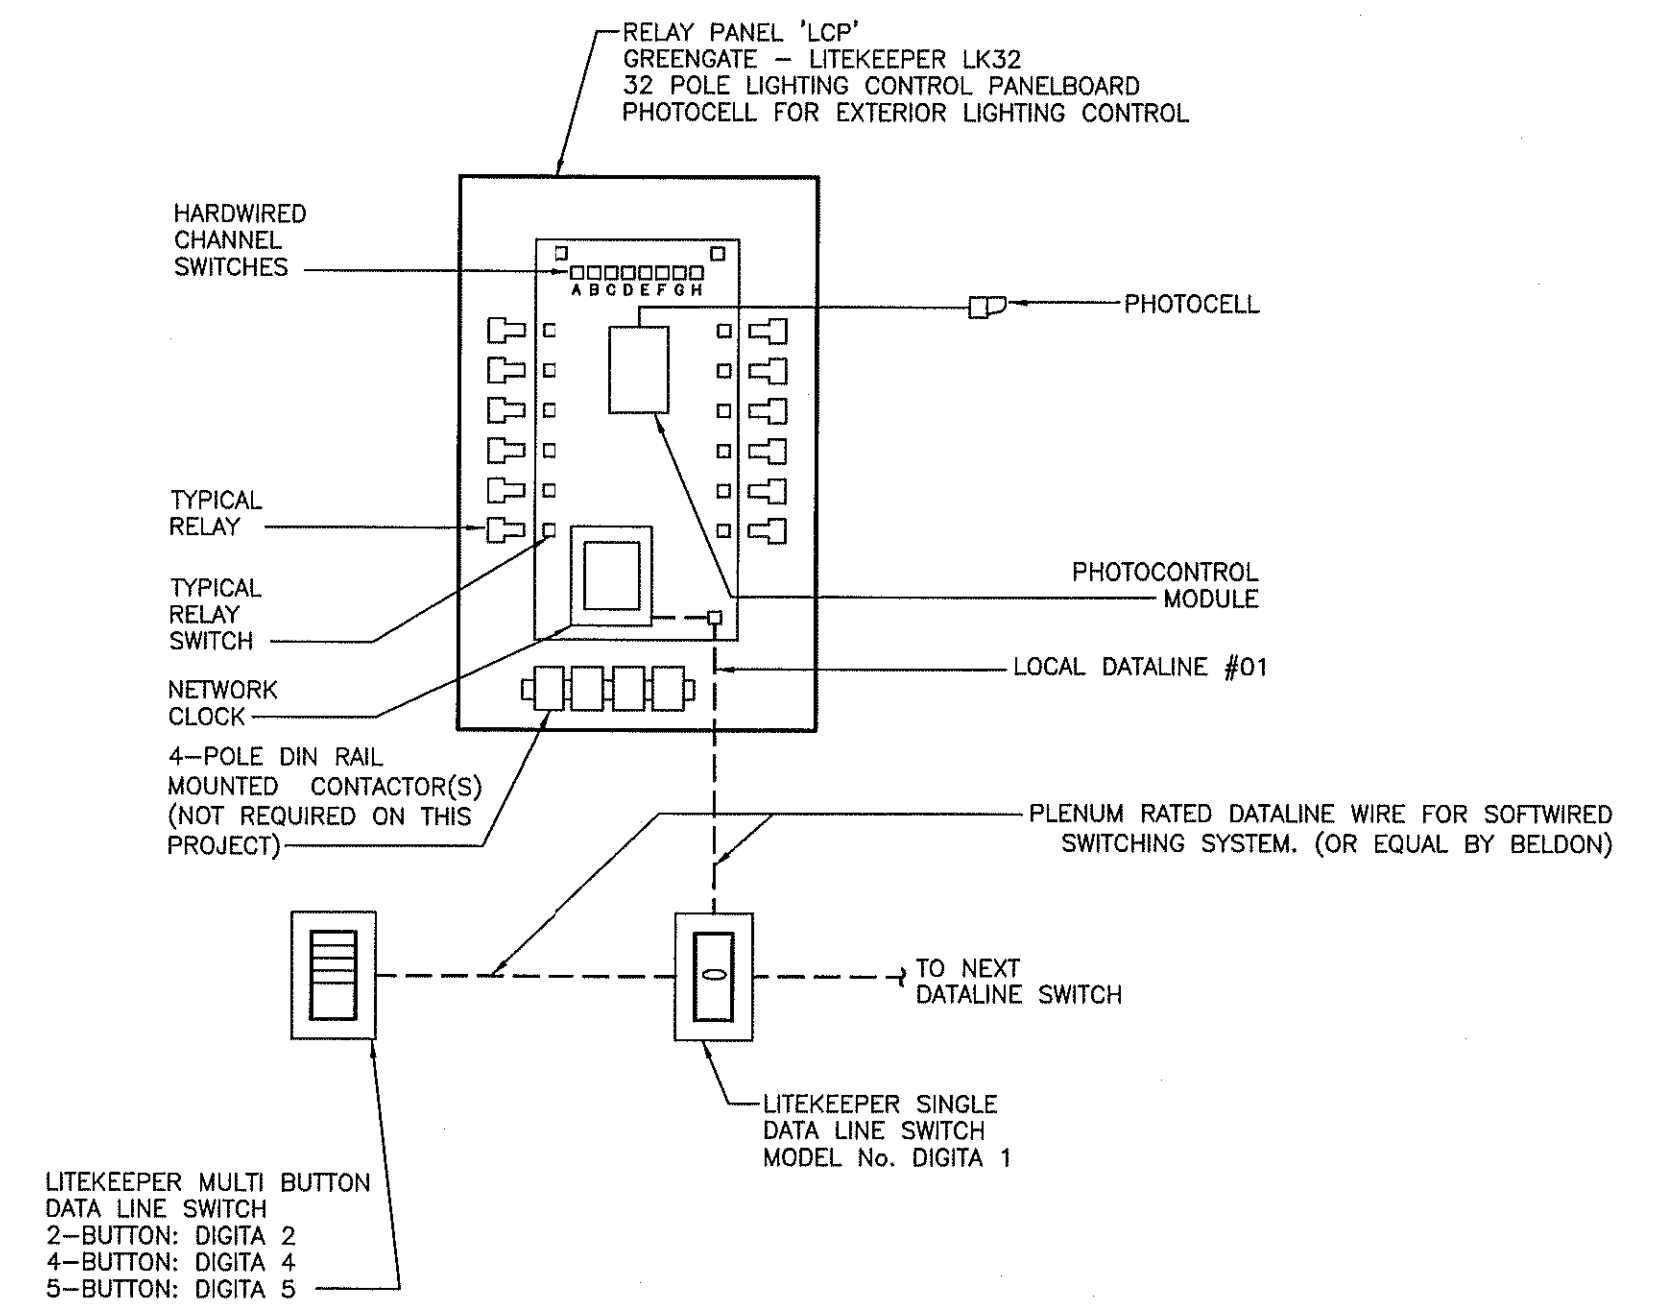 RELAY PANEL 'LCP'
GREENGATE – LITEKEEPER LK32
32 POLE LIGHTING CONTROL PANELBOARD
PHOTOCELL FOR EXTERIOR LIGHTING CONTROL
HARDWIRED
CHANNEL
SWITCHES
A B C D E F G H
PHOTOCELL
TYPICAL
RELAY
PHOTOCONTROL
MODULE
TYPICAL
RELAY
SWITCH
LOCAL DATALINE #01
NETWORK
CLOCK
4–POLE DIN RAIL
MOUNTED CONTACTOR(S)
(NOT REQUIRED ON THIS
PROJECT)
PLENUM RATED DATALINE WIRE FOR SOFTWIRED
SWITCHING SYSTEM. (OR EQUAL BY BELDON)
TO NEXT
DATALINE SWITCH
LITEKEEPER SINGLE
DATA LINE SWITCH
MODEL No. DIGITA 1
LITEKEEPER MULTI BUTTON
DATA LINE SWITCH
2–BUTTON: DIGITA 2
4–BUTTON: DIGITA 4
5–BUTTON: DIGITA 5